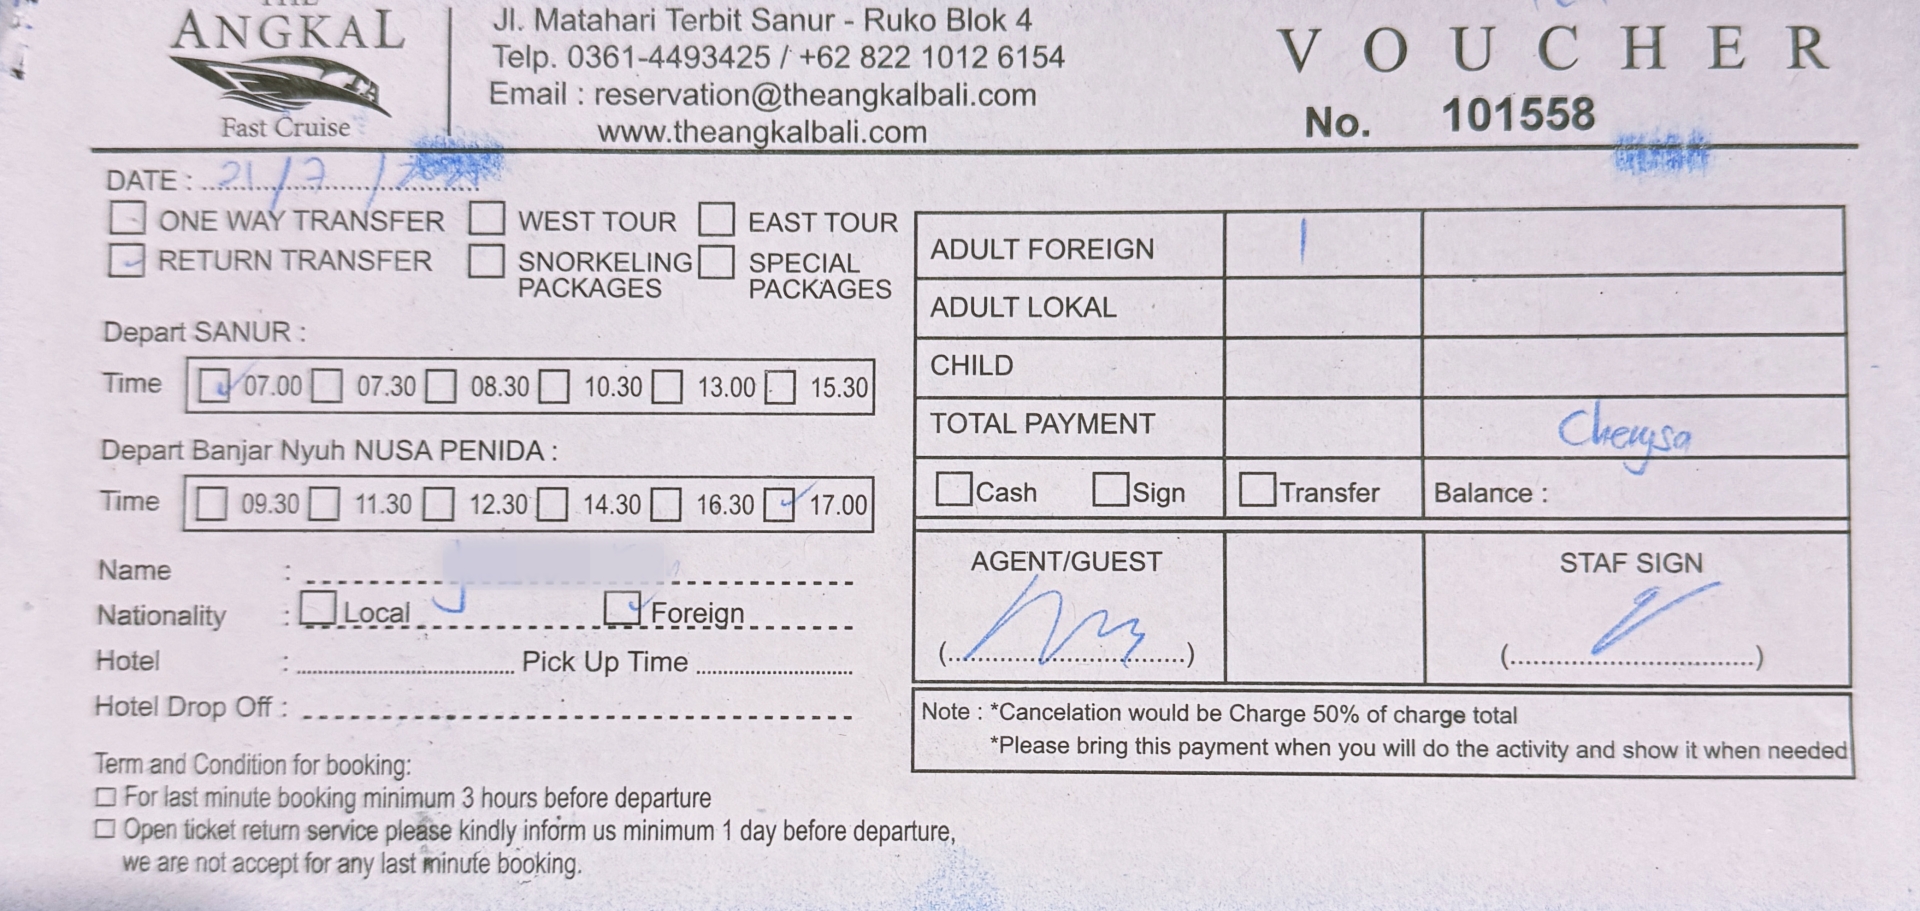 THE
ANGKAL
Fast Cruise
Jl. Matahari Terbit Sanur - Ruko Blok 4
Telp. 0361-4493425 / +62 822 1012 6154
Email : reservation@theangkalbali.com
www.theangkalbali.com
VOUCHER
No. 101558
DATE : 21/7/
ONE WAY TRANSFER
WEST TOUR
EAST TOUR
RETURN TRANSFER
SNORKELING PACKAGES
SPECIAL PACKAGES
Depart SANUR :
Time 07.00 07.30 08.30 10.30 13.00 15.30
Depart Banjar Nyuh NUSA PENIDA :
Time 09.30 11.30 12.30 14.30 16.30 17.00
Name :
Nationality : Local Foreign
Hotel : Pick Up Time
Hotel Drop Off :
Term and Condition for booking:
For last minute booking minimum 3 hours before departure
Open ticket return service please kindly inform us minimum 1 day before departure,
we are not accept for any last minute booking.
ADULT FOREIGN 1
ADULT LOKAL
CHILD
TOTAL PAYMENT
Cash Sign Transfer Balance :
AGENT/GUEST
STAF SIGN
(..............................)
(..............................)
Note : *Cancelation would be Charge 50% of charge total
*Please bring this payment when you will do the activity and show it when needed